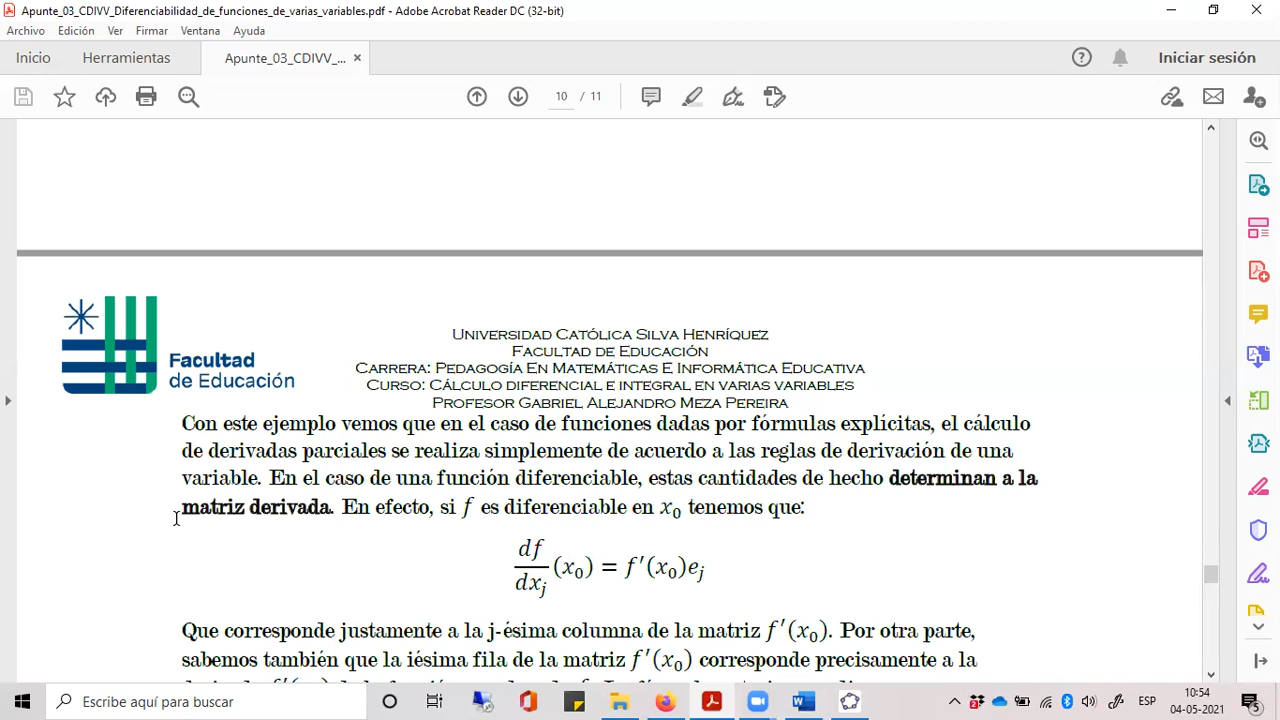 Apunte_03_CDIVV_Diferenciabilidad_de_funciones_de_varias_variables.pdf - Adobe Acrobat Reader DC (32-bit)
Archivo Edición Ver Firmar Ventana Ayuda
Inicio Herramientas Apunte_03_CDIVV_... × Iniciar sesión
10 / 11
Facultad
de Educación
Universidad Católica Silva Henríquez
Facultad de Educación
Carrera: Pedagogía En Matemáticas E Informática Educativa
Curso: Cálculo diferencial e integral en varias variables
Profesor Gabriel Alejandro Meza Pereira
Con este ejemplo vemos que en el caso de funciones dadas por fórmulas explícitas, el cálculo
de derivadas parciales se realiza simplemente de acuerdo a las reglas de derivación de una
variable. En el caso de una función diferenciable, estas cantidades de hecho determinan a la
matriz derivada. En efecto, si f es diferenciable en x₀ tenemos que:
df/dxⱼ (x₀) = f′(x₀)eⱼ
Que corresponde justamente a la j-ésima columna de la matriz f′(x₀). Por otra parte,
sabemos también que la iésima fila de la matriz f′(x₀) corresponde precisamente a la
Escribe aquí para buscar
ESP
10:54
04-05-2021
5